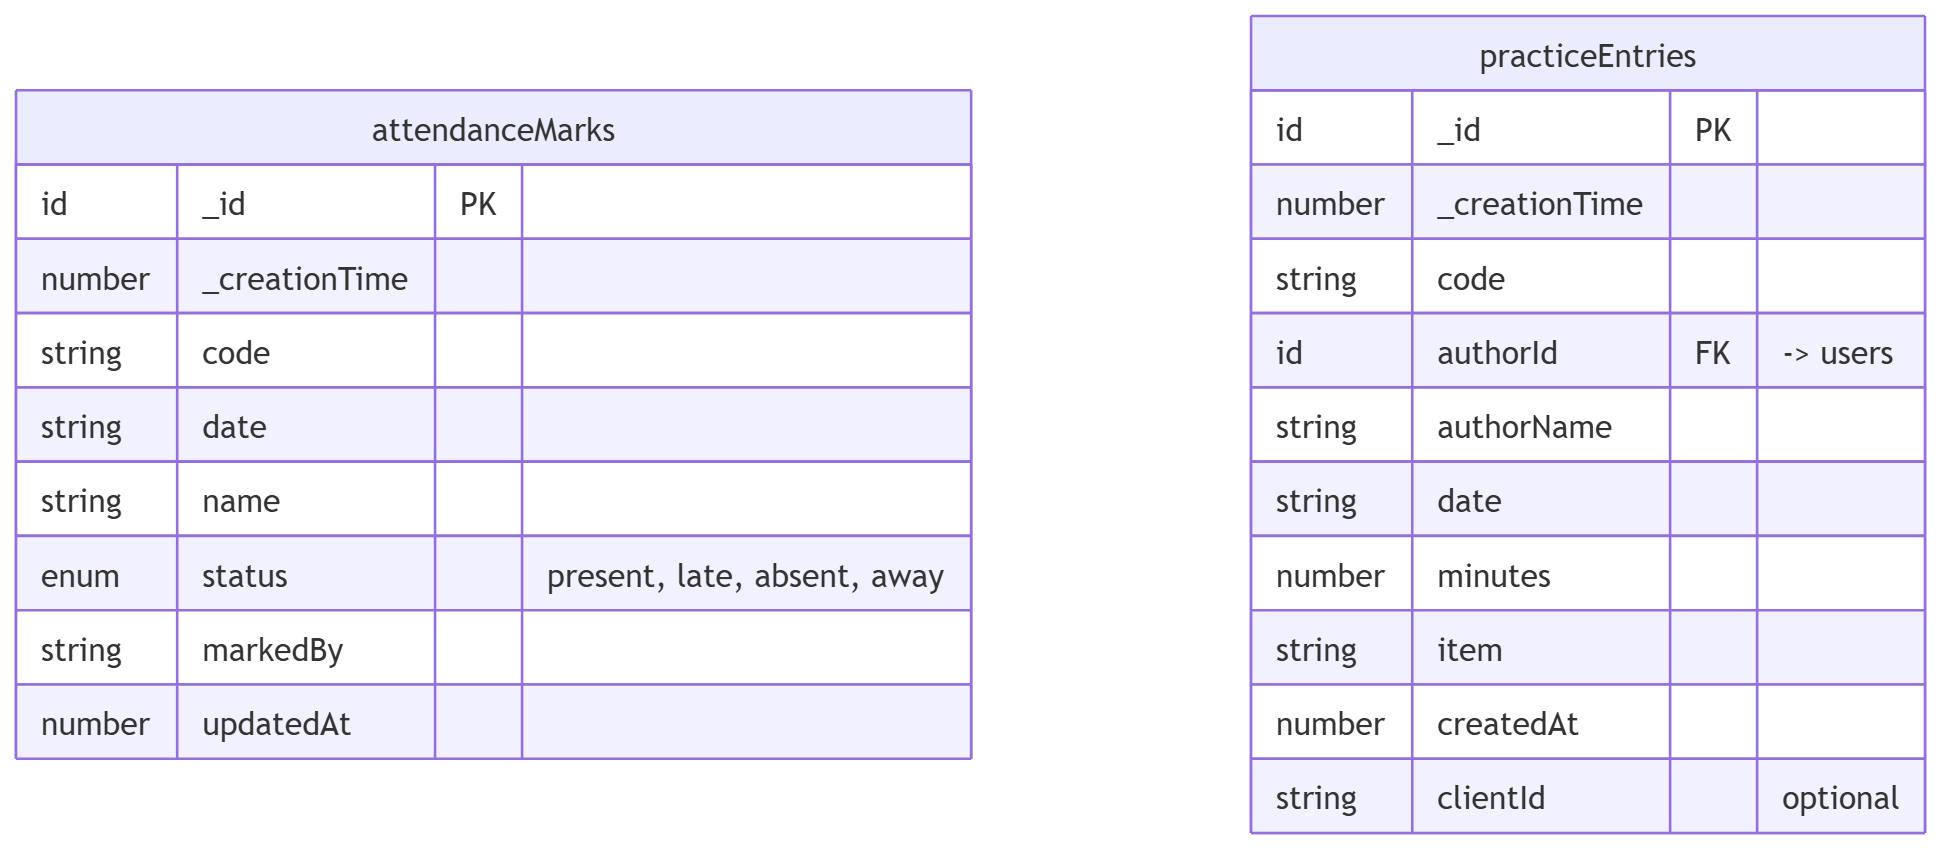 attendanceMarks
id _id PK
number _creationTime
string code
string date
string name
enum status present, late, absent, away
string markedBy
number updatedAt
practiceEntries
id _id PK
number _creationTime
string code
id authorId FK -> users
string authorName
string date
number minutes
string item
number createdAt
string clientId optional